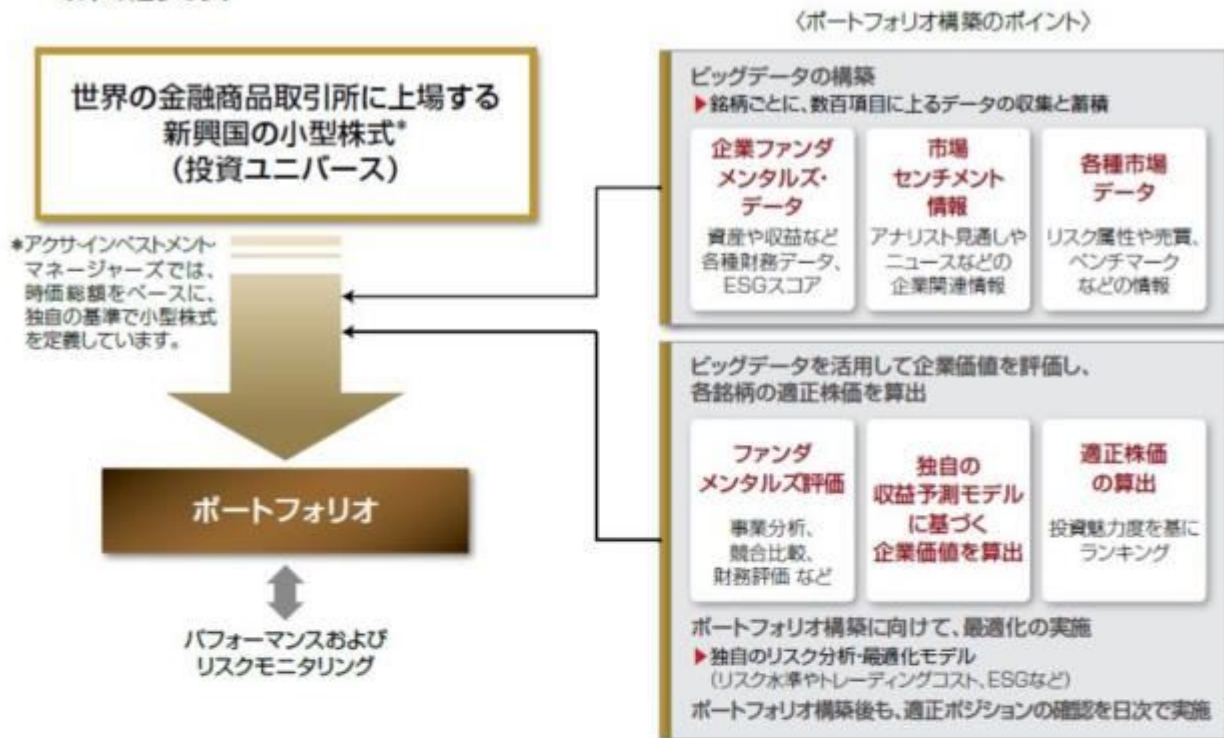 〈ポートフォリオ構築のポイント〉
世界の金融商品取引所に上場する
新興国の小型株式*
(投資ユニバース)
*アクサ・インベストメント・
マネージャーズでは、
時価総額をベースに、
独自の基準で小型株式
を定義しています。
ポートフォリオ
パフォーマンスおよび
リスクモニタリング
ビッグデータの構築
▶銘柄ごとに、数百項目に上るデータの収集と蓄積
企業ファンダ
メンタルズ・
データ
資産や収益など
各種財務データ、
ESGスコア
市場
センチメント
情報
アナリスト見通しや
ニュースなどの
企業関連情報
各種市場
データ
リスク属性や売買、
ベンチマーク
などの情報
ビッグデータを活用して企業価値を評価し、
各銘柄の適正株価を算出
ファンダ
メンタルズ評価
事業分析、
競合比較、
財務評価 など
独自の
収益予測モデル
に基づく
企業価値を算出
適正株価
の算出
投資魅力度を基に
ランキング
ポートフォリオ構築に向けて、最適化の実施
▶独自のリスク分析・最適化モデル
(リスク水準やトレーディングコスト、ESGなど)
ポートフォリオ構築後も、適正ポジションの確認を日次で実施